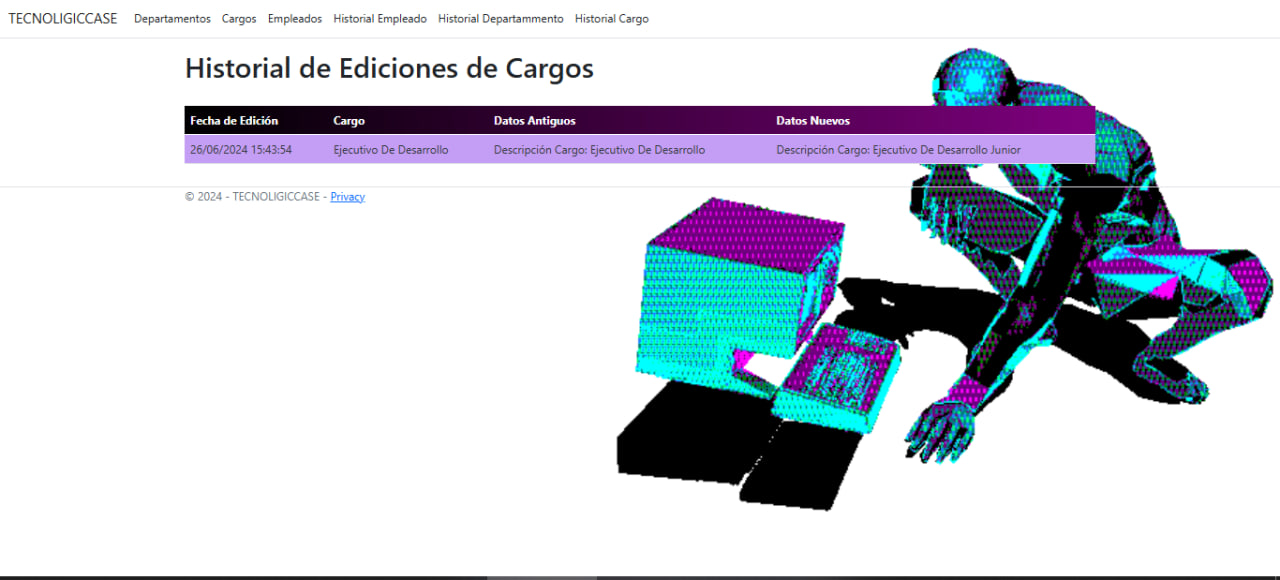 TECNOLIGICCASE Departamentos Cargos Empleados Historial Empleado Historial Departammento Historial Cargo
Historial de Ediciones de Cargos
Fecha de Edición Cargo Datos Antiguos Datos Nuevos
26/06/2024 15:43:54 Ejecutivo De Desarrollo Descripción Cargo: Ejecutivo De Desarrollo Descripción Cargo: Ejecutivo De Desarrollo Junior
© 2024 - TECNOLIGICCASE - Privacy